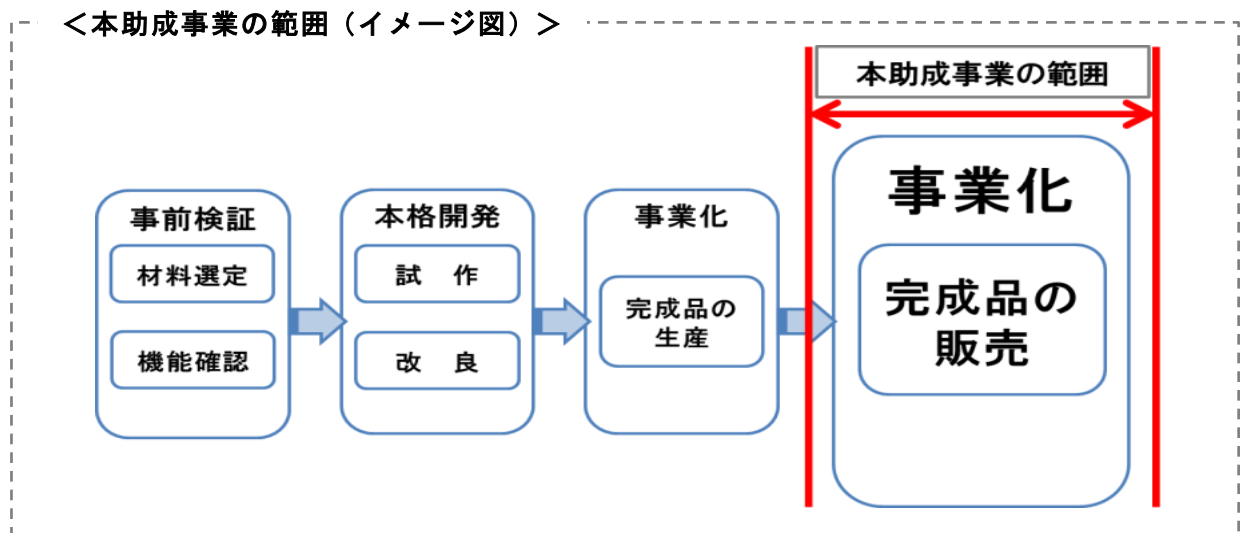 ＜本助成事業の範囲（イメージ図）＞
本助成事業の範囲
事前検証
材料選定
機能確認
本格開発
試　作
改　良
事業化
完成品の
生産
事業化
完成品の
販売